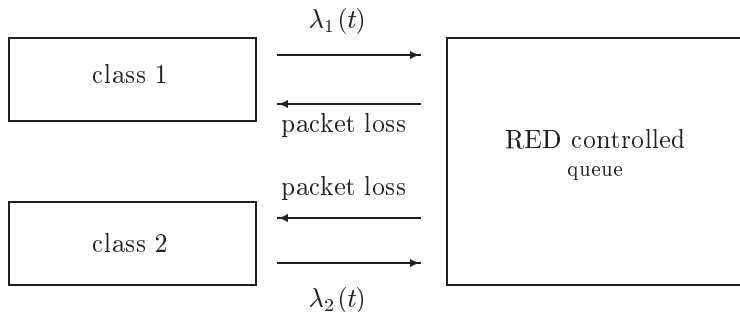 λ₁(t)
class 1
packet loss
RED controlled
queue
packet loss
class 2
λ₂(t)